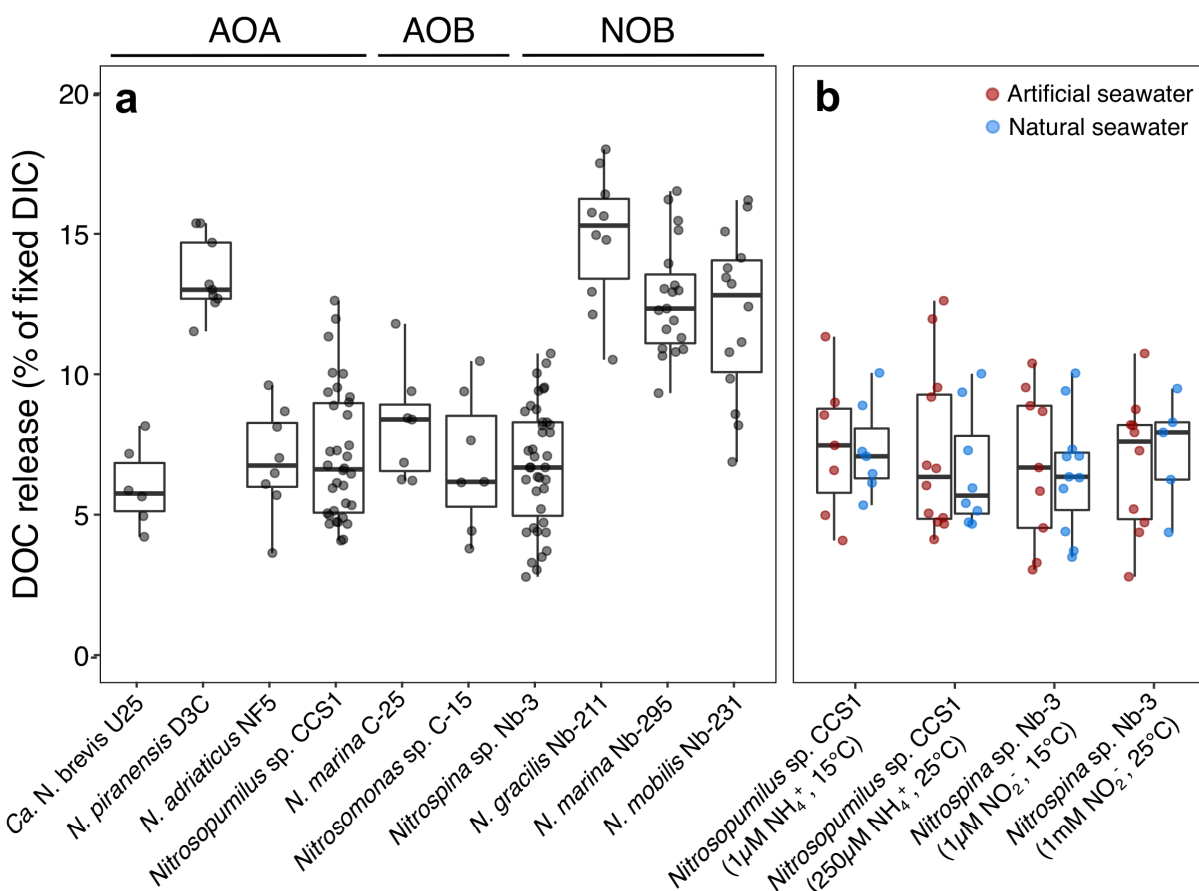 AOA AOB NOB
a
b
Artificial seawater
Natural seawater
DOC release (% of fixed DIC)
20
15
10
5
0
Ca. N. brevis U25
N. piranensis D3C
N. adriaticus NF5
Nitrosopumilus sp. CCS1
N. marina C-25
Nitrosomonas sp. C-15
Nitrospina sp. Nb-3
N. gracilis Nb-211
N. marina Nb-295
N. mobilis Nb-231
Nitrosopumilus sp. CCS1
(1µM NH₄⁺, 15°C)
Nitrosopumilus sp. CCS1
(250µM NH₄⁺, 25°C)
Nitrospina sp. Nb-3
(1µM NO₂⁻, 15°C)
Nitrospina sp. Nb-3
(1mM NO₂⁻, 25°C)